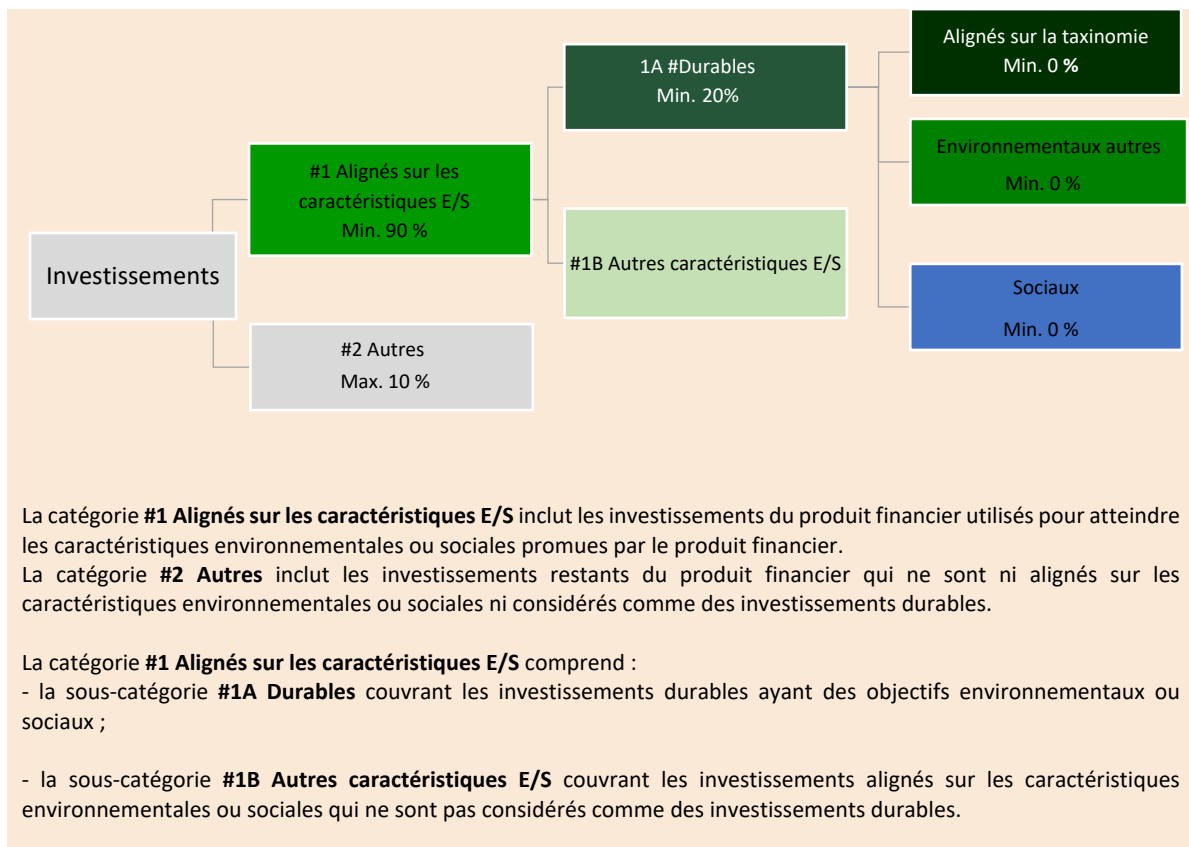 Investissements
#1 Alignés sur les
caractéristiques E/S
Min. 90 %
#2 Autres
Max. 10 %
1A #Durables
Min. 20%
#1B Autres caractéristiques E/S
Alignés sur la taxinomie
Min. 0 %
Environnementaux autres
Min. 0 %
Sociaux
Min. 0 %
La catégorie #1 Alignés sur les caractéristiques E/S inclut les investissements du produit financier utilisés pour atteindre
les caractéristiques environnementales ou sociales promues par le produit financier.
La catégorie #2 Autres inclut les investissements restants du produit financier qui ne sont ni alignés sur les
caractéristiques environnementales ou sociales ni considérés comme des investissements durables.
La catégorie #1 Alignés sur les caractéristiques E/S comprend :
- la sous-catégorie #1A Durables couvrant les investissements durables ayant des objectifs environnementaux ou
sociaux ;
- la sous-catégorie #1B Autres caractéristiques E/S couvrant les investissements alignés sur les caractéristiques
environnementales ou sociales qui ne sont pas considérés comme des investissements durables.